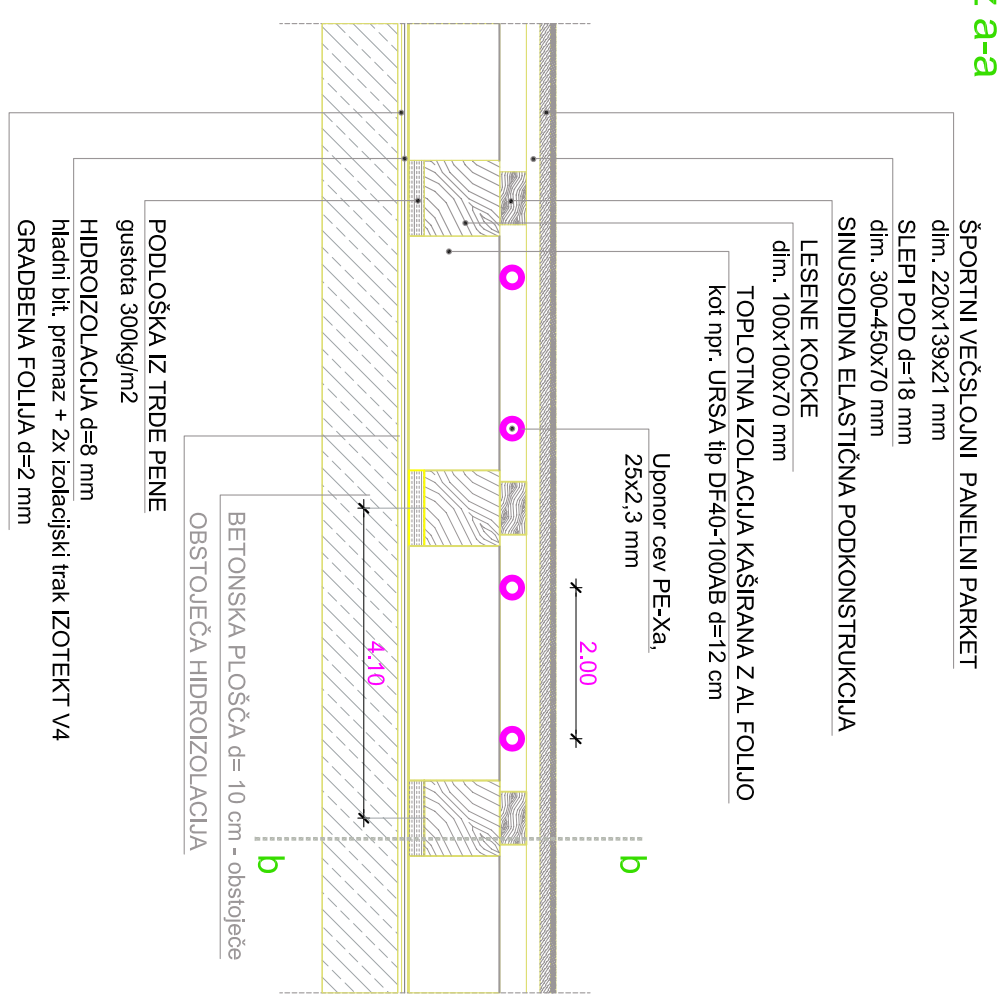 z a-a
ŠPORTNI VEČSLOJNI PANELNI PARKET
dim. 220x139x21 mm
SLEPI POD d=18 mm
dim. 300-450x70 mm
SINUSOIDNA ELASTIČNA PODKONSTRUKCIJA
LESENE KOCKE
dim. 100x100x70 mm
TOPLOTNA IZOLACIJA KAŠIRANA Z AL FOLIJO
kot npr. URSA tip DF40-100AB d=12 cm
Uponor cev PE-Xa,
25x2,3 mm
2.00
4.10
b
b
BETONSKA PLOŠČA d= 10 cm - obstoječe
OBSTOJEČA HIDROIZOLACIJA
PODLOŠKA IZ TRDE PENE
gustota 300kg/m2
HIDROIZOLACIJA d=8 mm
hladni bit. premaz + 2x izolacijski trak IZOTEKT V4
GRADBENA FOLIJA d=2 mm